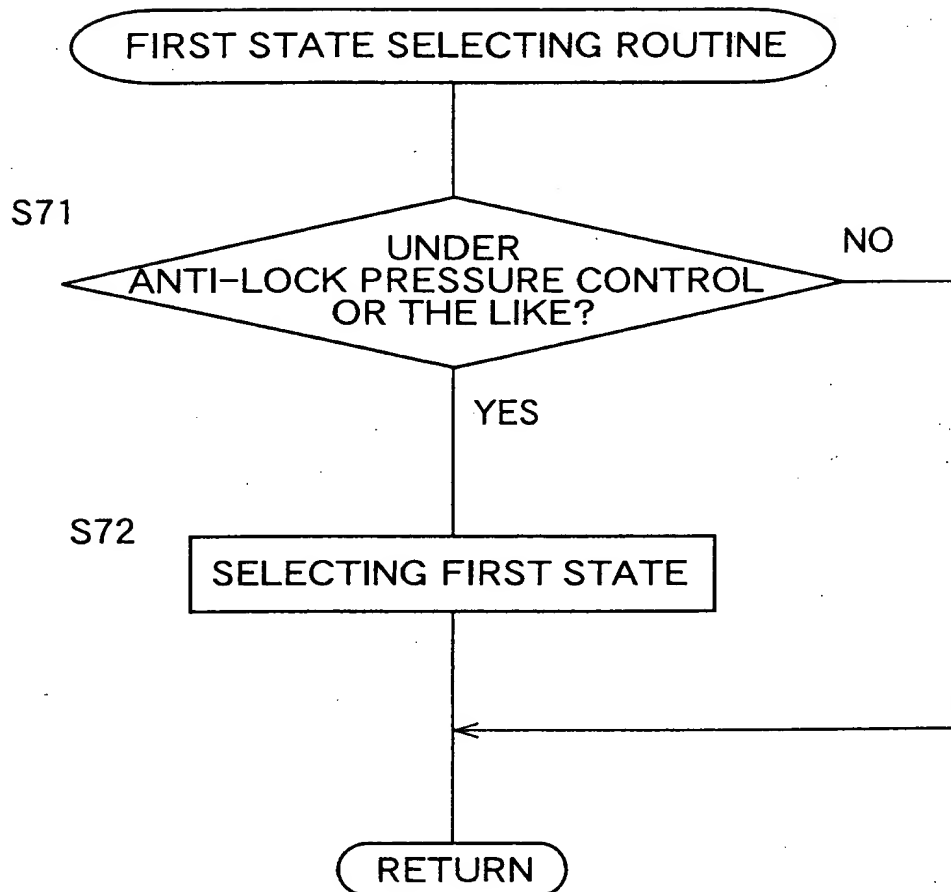 FIRST STATE SELECTING ROUTINE
S71
UNDER
ANTI-LOCK PRESSURE CONTROL
OR THE LIKE?
NO
YES
S72
SELECTING FIRST STATE
RETURN